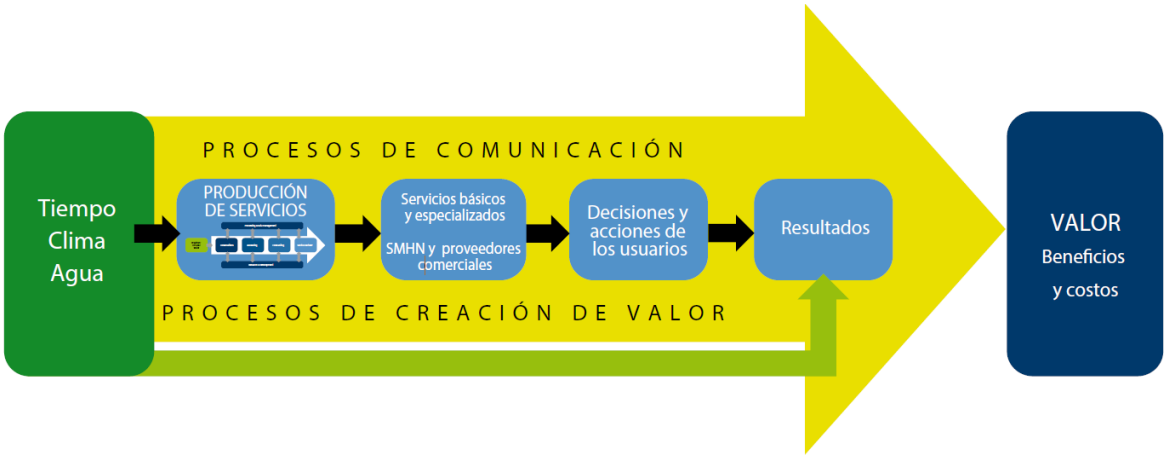 PROCESOS DE COMUNICACIÓN
Tiempo
Clima
Agua
PRODUCCIÓN
DE SERVICIOS
Servicios básicos
y especializados
SMHN y proveedores
comerciales
Decisiones y
acciones de
los usuarios
Resultados
VALOR
Beneficios
y costos
PROCESOS DE CREACIÓN DE VALOR